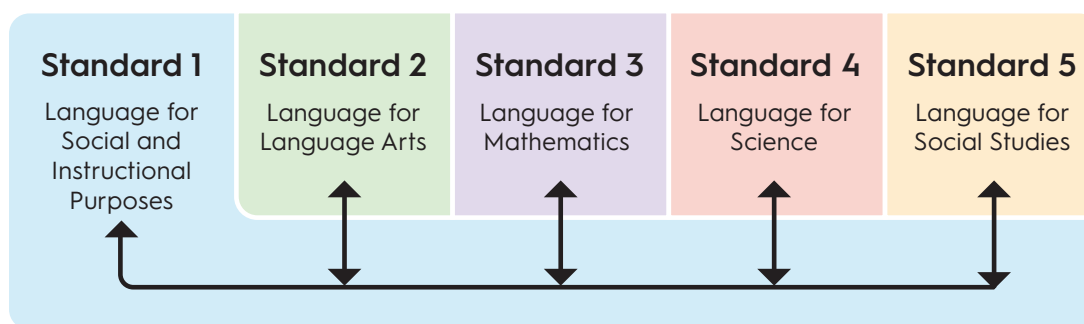 Standard 1
Language for
Social and
Instructional
Purposes
Standard 2
Language for
Language Arts
Standard 3
Language for
Mathematics
Standard 4
Language for
Science
Standard 5
Language for
Social Studies